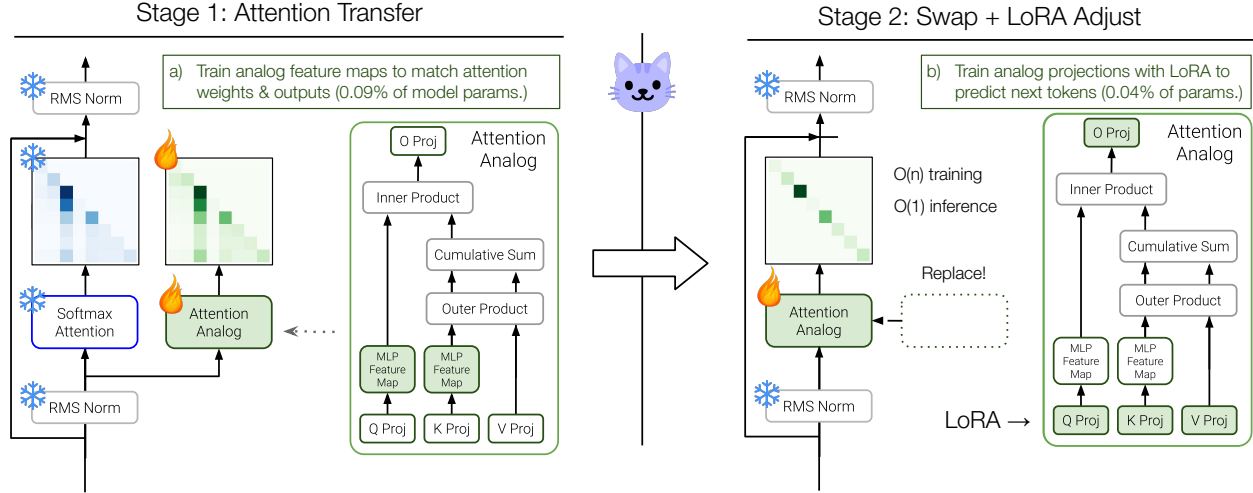 Stage 1: Attention Transfer
a) Train analog feature maps to match attention
weights & outputs (0.09% of model params.)
RMS Norm
O Proj
Attention
Analog
Inner Product
Cumulative Sum
Outer Product
Softmax
Attention
Attention
Analog
MLP
Feature
Map
MLP
Feature
Map
RMS Norm
Q Proj
K Proj
V Proj
Stage 2: Swap + LoRA Adjust
b) Train analog projections with LoRA to
predict next tokens (0.04% of params.)
RMS Norm
O Proj
Attention
Analog
O(n) training
O(1) inference
Inner Product
Cumulative Sum
Replace!
Outer Product
Attention
Analog
MLP
Feature
Map
MLP
Feature
Map
RMS Norm
LoRA →
Q Proj
K Proj
V Proj